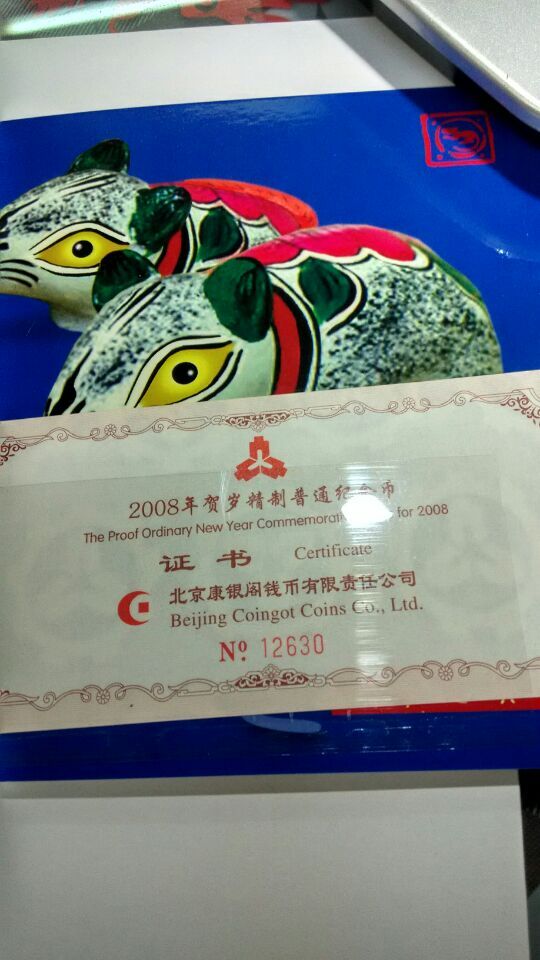 2008年贺岁精制普通纪念币
The Proof Ordinary New Year Commemorati for 2008
证书 Certificate
北京康银阁钱币有限责任公司
Beijing Coingot Coins Co., Ltd.
Nº 12630